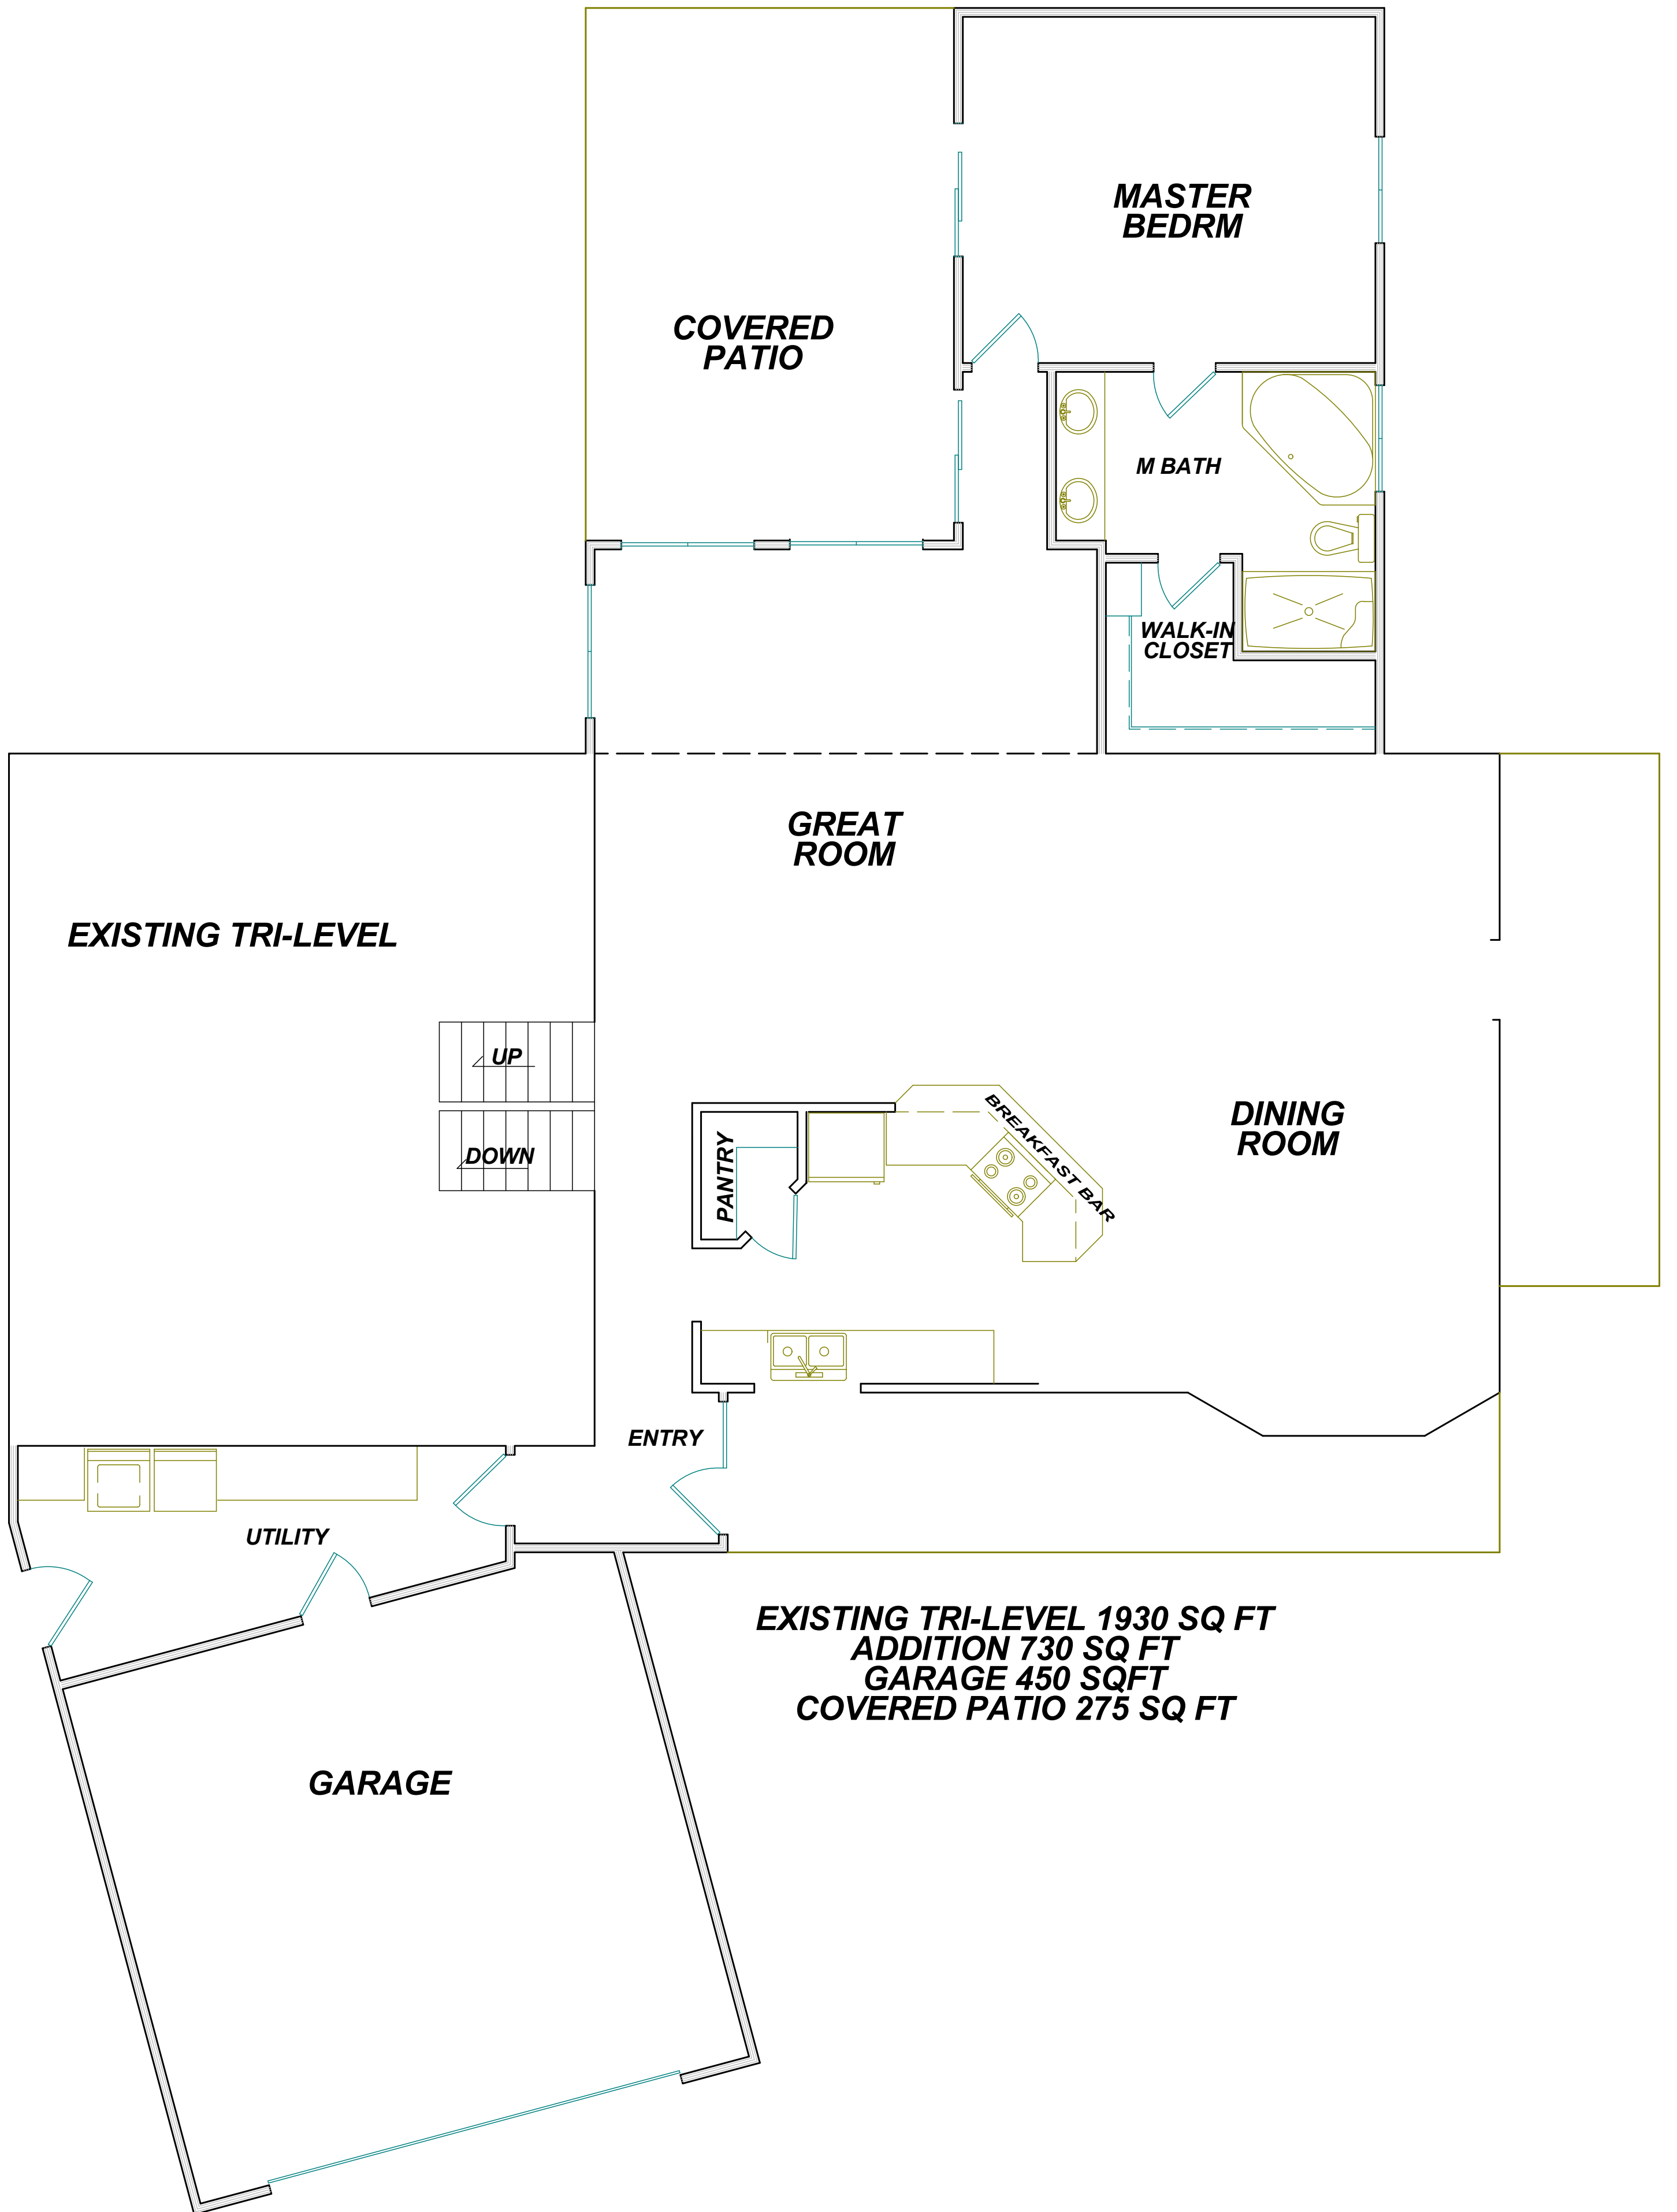 MASTER
BEDRM
COVERED
PATIO
M BATH
WALK-IN
CLOSET
GREAT
ROOM
EXISTING TRI-LEVEL
UP
DOWN
PANTRY
BREAKFAST BAR
DINING
ROOM
ENTRY
UTILITY
EXISTING TRI-LEVEL 1930 SQ FT
ADDITION 730 SQ FT
GARAGE 450 SQFT
COVERED PATIO 275 SQ FT
GARAGE